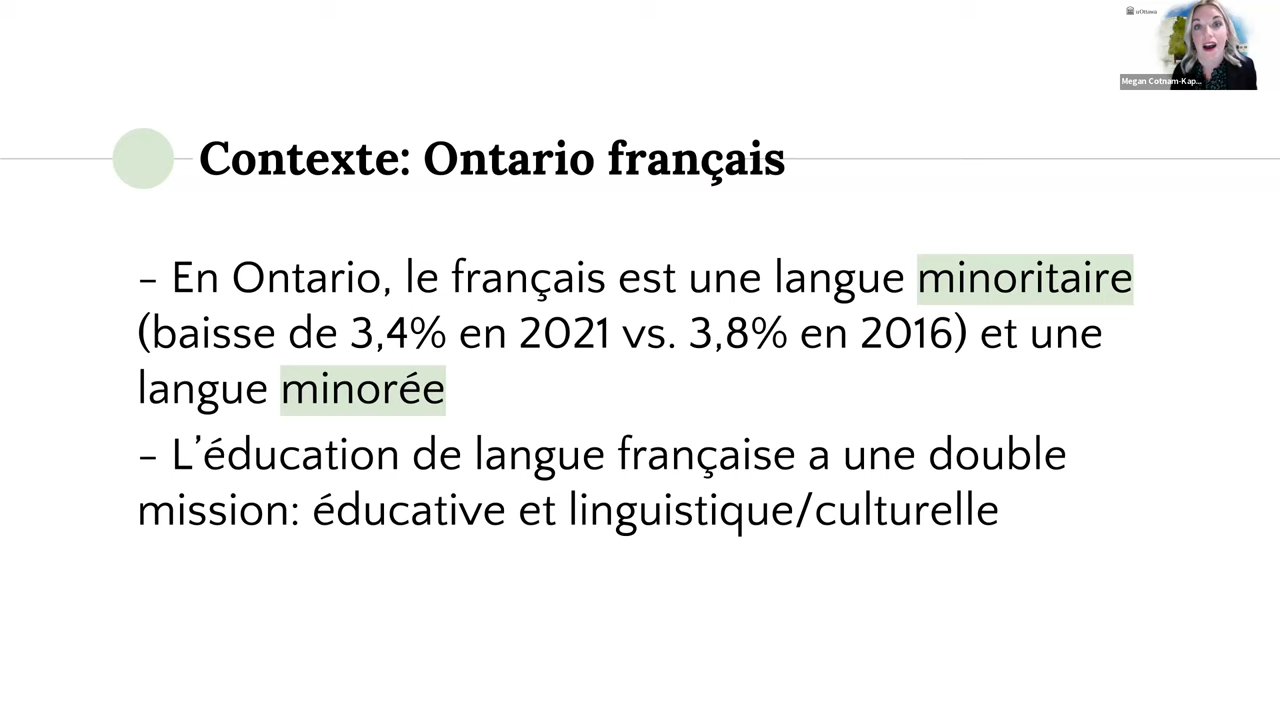 uOttawa
Megan Cotnam-Kap...
Contexte: Ontario français
– En Ontario, le français est une langue minoritaire
(baisse de 3,4% en 2021 vs. 3,8% en 2016) et une
langue minorée
– L’éducation de langue française a une double
mission: éducative et linguistique/culturelle